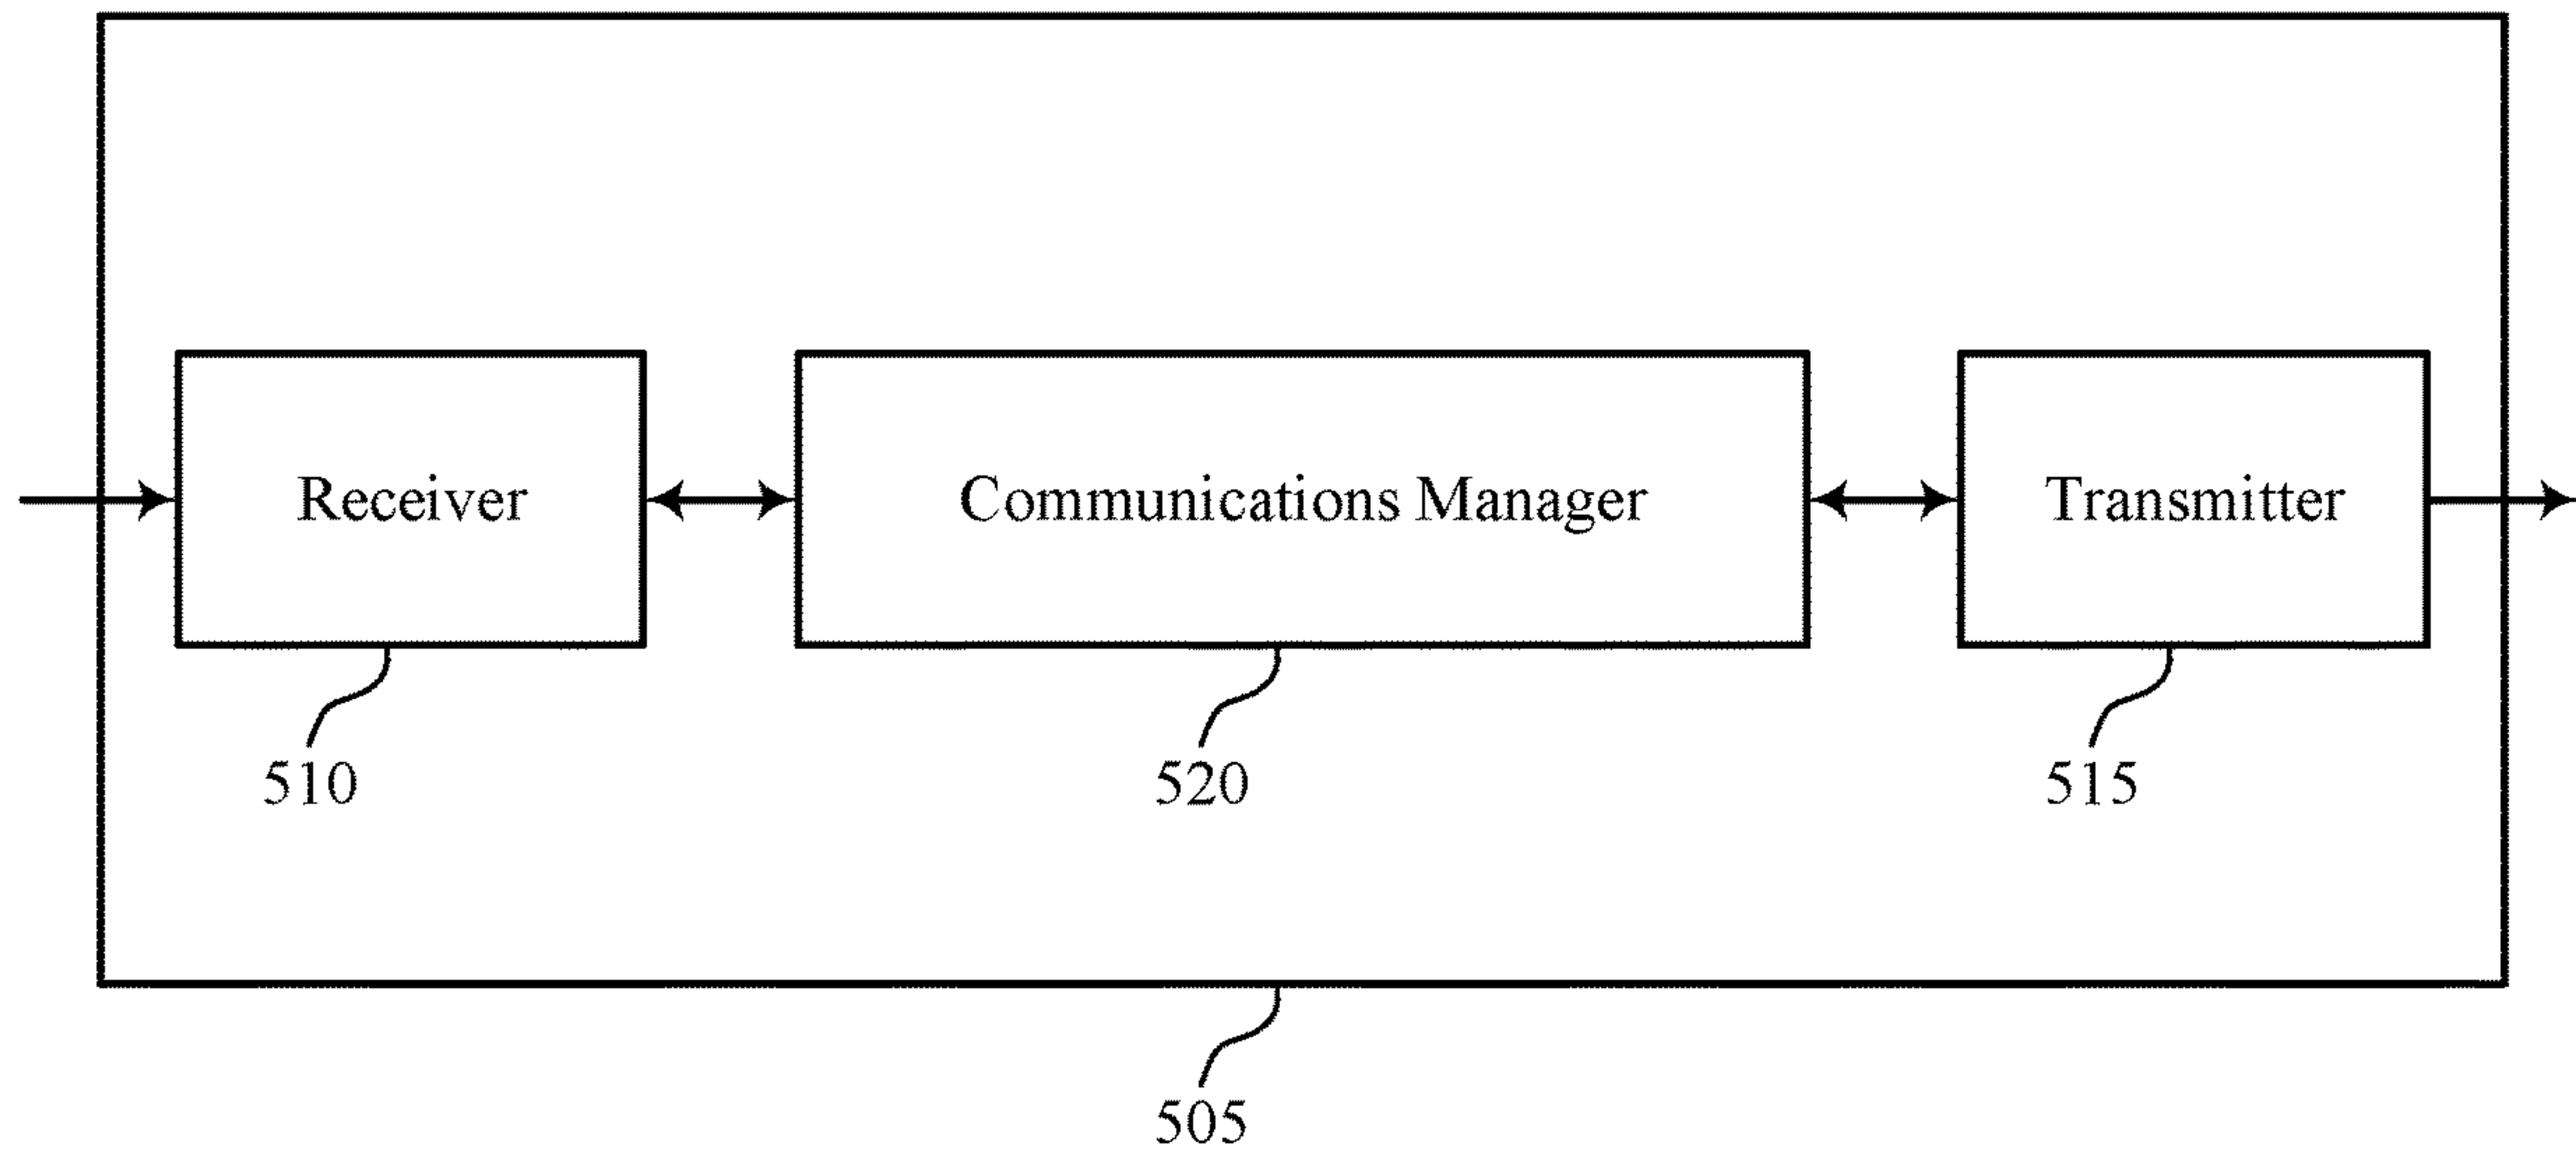 Receiver
Communications Manager
Transmitter
510
520
515
505